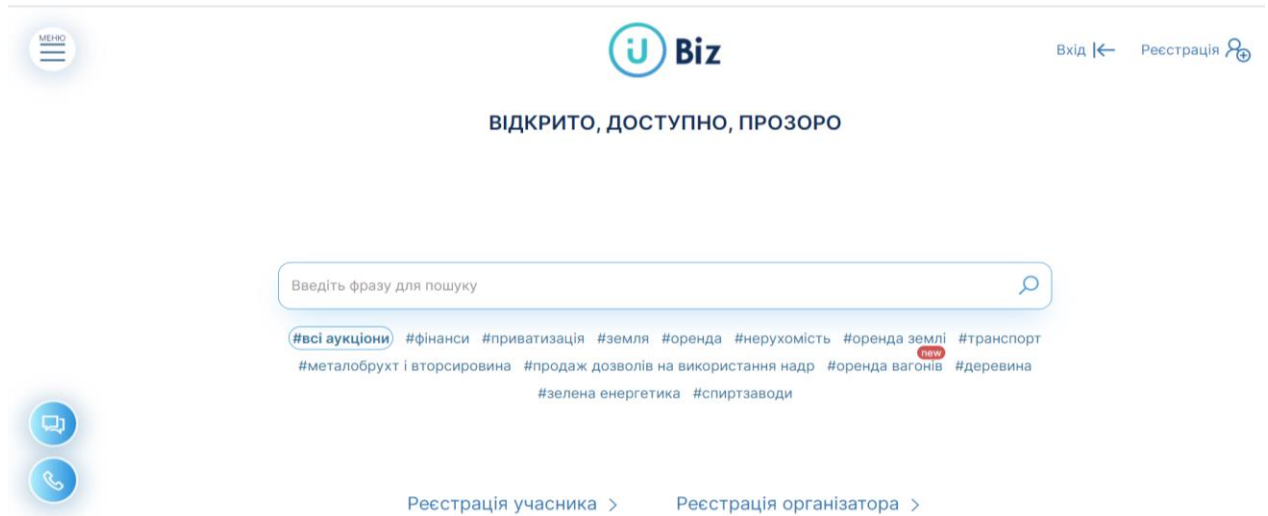 МЕНЮ
ü Biz
Вхід
Реєстрація
ВІДКРИТО, ДОСТУПНО, ПРОЗОРО
Введіть фразу для пошуку
#всі аукціони #фінанси #приватизація #земля #оренда #нерухомість #оренда землі #транспорт
new
#металобрухт і вторсировина #продаж дозволів на використання надр #оренда вагонів #деревина
#зелена енергетика #спиртзаводи
Реєстрація учасника >
Реєстрація організатора >